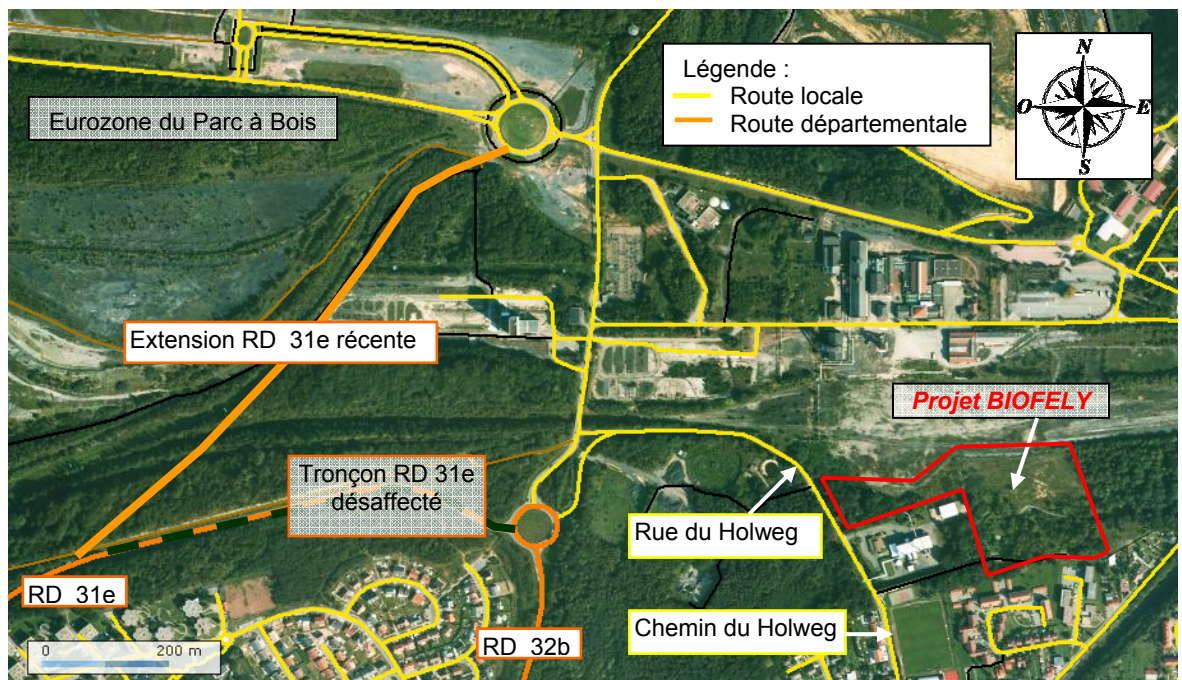 Légende :
Route locale
Route départementale
N
O
E
S
Eurozone du Parc à Bois
Extension RD 31e récente
Projet BIOFELY
Tronçon RD 31e
désaffecté
Rue du Holweg
RD 31e
Chemin du Holweg
RD 32b
0
200 m